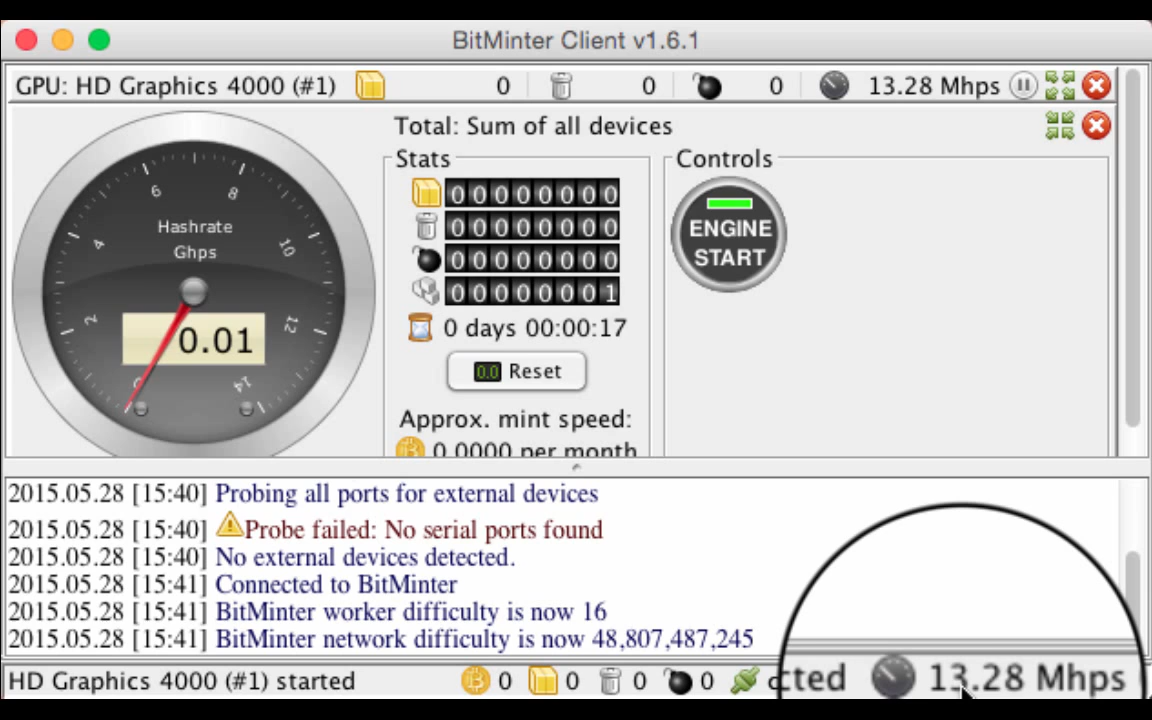 BitMinter Client v1.6.1
GPU: HD Graphics 4000 (#1) 0 0 0 13.28 Mhps
Total: Sum of all devices
Stats
Controls
0 2 4 6 8 10 12 14
Hashrate
Ghps
0.01
00000000
00000000
00000000
00000001
0 days 00:00:17
0.0 Reset
Approx. mint speed:
0.0000 per month
ENGINE
START
2015.05.28 [15:40] Probing all ports for external devices
2015.05.28 [15:40] Probe failed: No serial ports found
2015.05.28 [15:40] No external devices detected.
2015.05.28 [15:41] Connected to BitMinter
2015.05.28 [15:41] BitMinter worker difficulty is now 16
2015.05.28 [15:41] BitMinter network difficulty is now 48,807,487,245
HD Graphics 4000 (#1) started 0 0 0 0 cted 13.28 Mhps